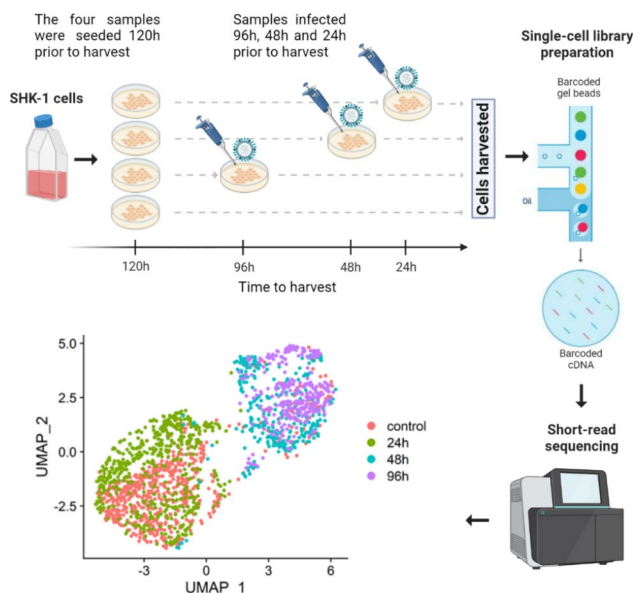 The four samples
were seeded 120h
prior to harvest
Samples infected
96h, 48h and 24h
prior to harvest
Single-cell library
preparation
SHK-1 cells
Barcoded
gel beads
Cells harvested
Oil
120h
96h
48h
24h
Time to harvest
Barcoded
cDNA
Short-read
sequencing
5.0
2.5
0.0
-2.5
UMAP_2
-3
0
3
6
UMAP_1
control
24h
48h
96h